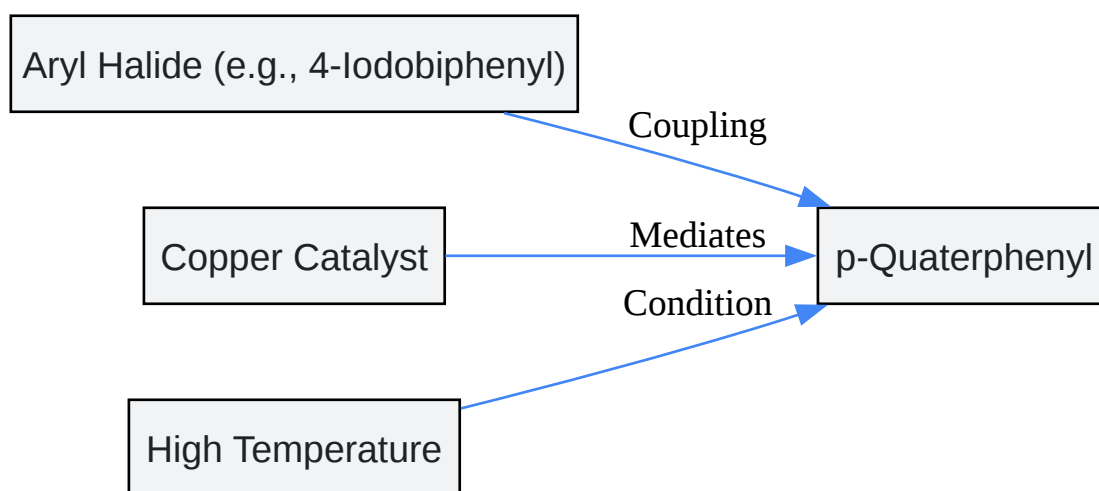 Aryl Halide (e.g., 4-Iodobiphenyl)
Coupling
Copper Catalyst
Mediates
p-Quaterphenyl
Condition
High Temperature